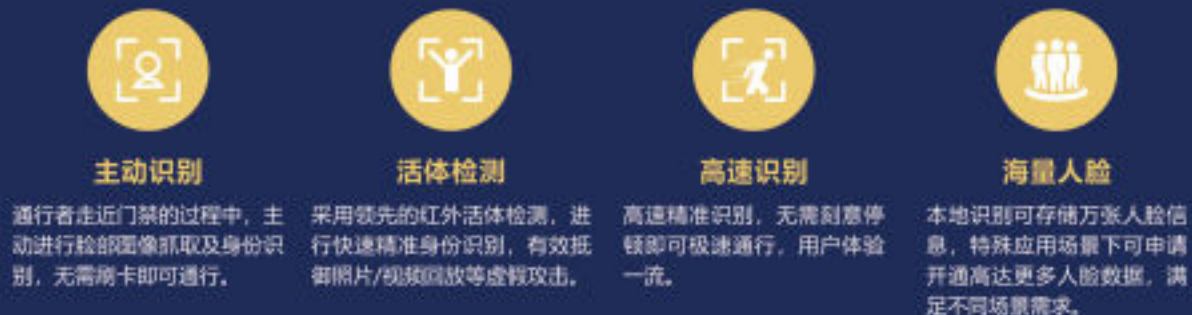 主动识别
通行者走近门禁的过程中，主
动进行脸部图像抓取及身份识
别，无需刷卡即可通行。
活体检测
采用领先的红外活体检测，进
行快速精准身份识别，有效抵
御照片/视频回放等虚假攻击。
高速识别
高速精准识别，无需刻意停
顿即可极速通行，用户体验
一流。
海量人脸
本地识别可存储万张人脸信
息，特殊应用场景下可申请
开通高达更多人脸数据，满
足不同场景需求。